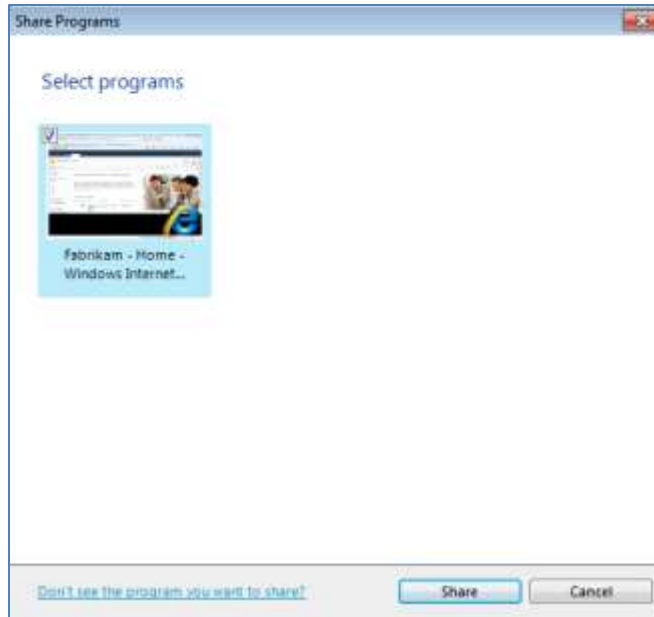 Share Programs
Select programs
Fabrikam - Home -
Windows Internet...
Don't see the program you want to share?
Share
Cancel